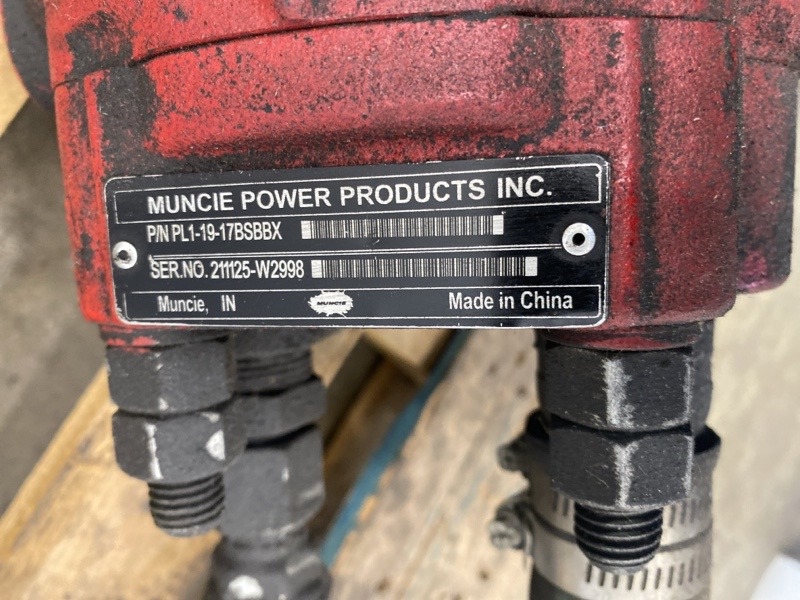 MUNCIE POWER PRODUCTS INC.
P/N PL1-19-17BSBBX
SER.NO. 211125-W2998
Muncie, IN MUNCIE Made in China